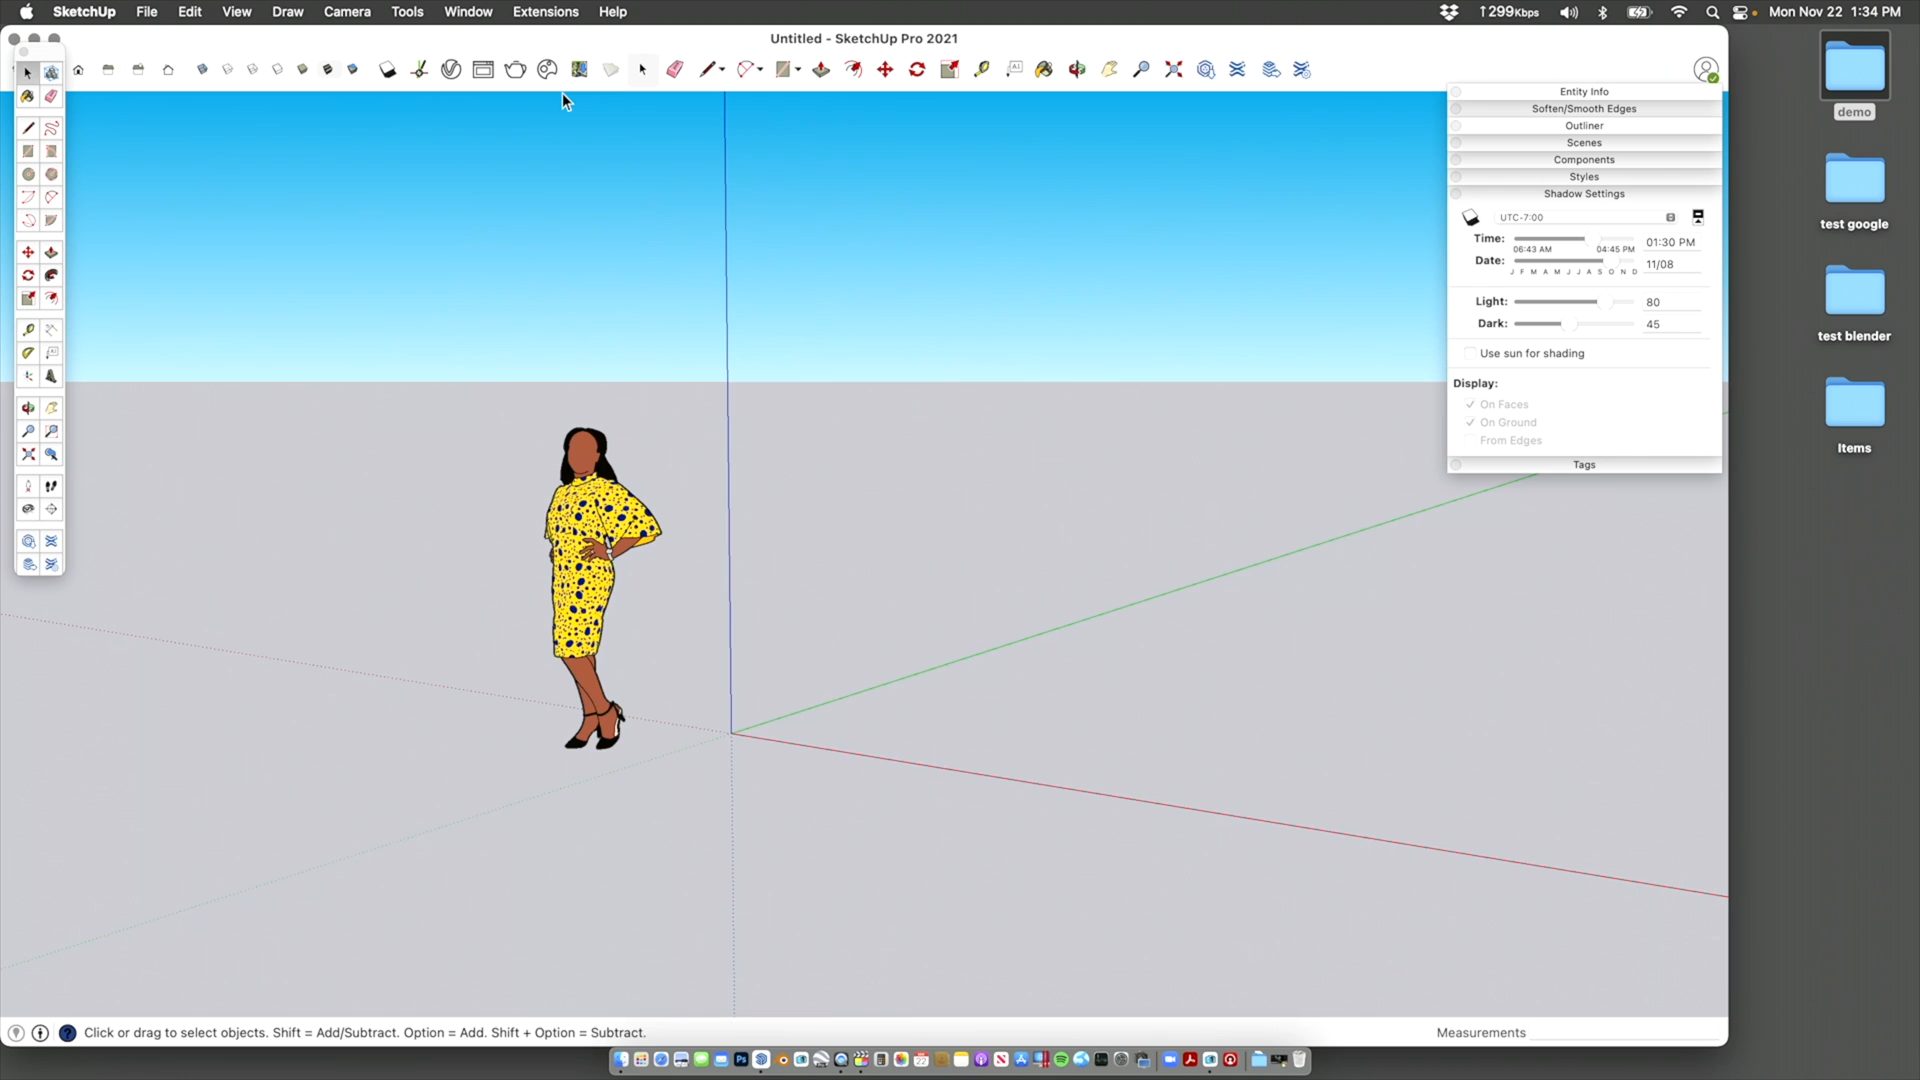 SketchUp File Edit View Draw Camera Tools Window Extensions Help
↑299Kbps Mon Nov 22 1:34 PM
Untitled - SketchUp Pro 2021
Entity Info
Soften/Smooth Edges
Outliner
Scenes
Components
Styles
Shadow Settings
UTC-7:00
Time: 01:30 PM
06:43 AM 04:45 PM
Date: 11/08
J F M A M J J A S O N D
Light: 80
Dark: 45
Use sun for shading
Display:
On Faces
On Ground
From Edges
Tags
demo
test google
test blender
Items
Click or drag to select objects. Shift = Add/Subtract. Option = Add. Shift + Option = Subtract.
Measurements